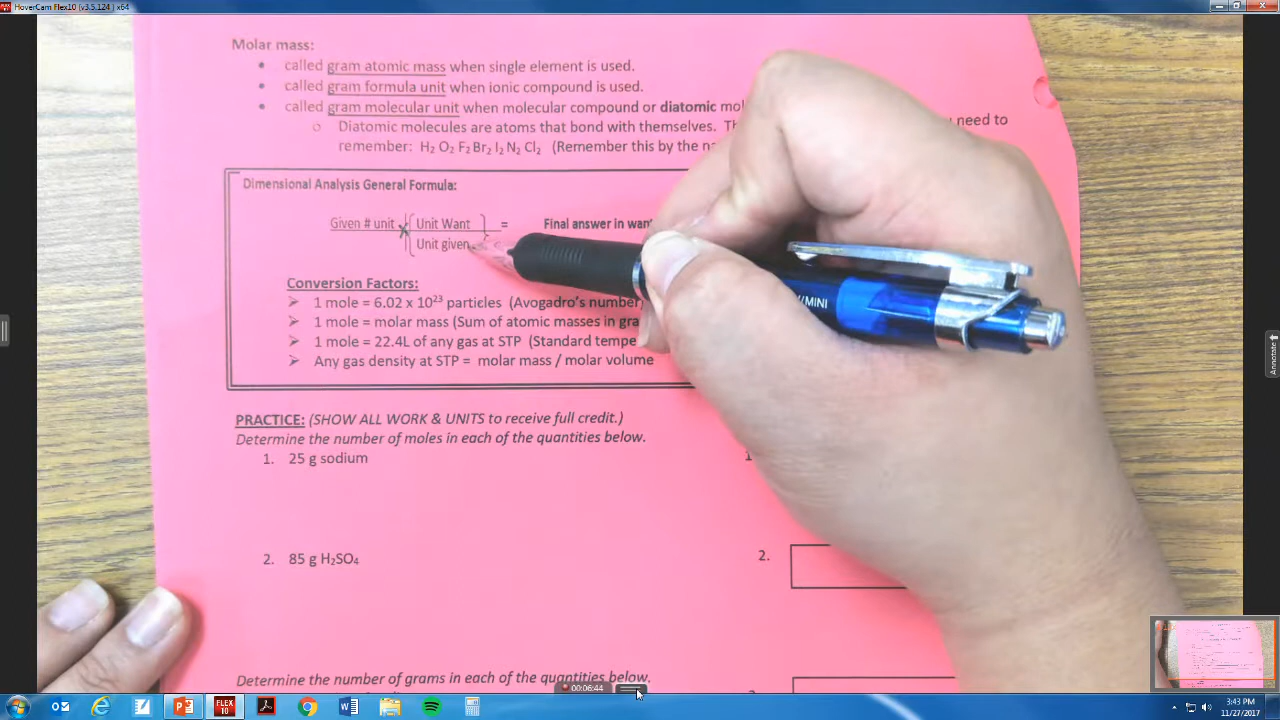 HoverCam Flex10 (v3.5.124) x64
Molar mass:
• called gram atomic mass when single element is used.
• called gram formula unit when ionic compound is used.
• called gram molecular unit when molecular compound or diatomic
o Diatomic molecules are atoms that bond with themselves. need to
remember: H₂ O₂ F₂ Br₂ I₂ N₂ Cl₂ (Remember this by the
Dimensional Analysis General Formula:
Given # unit x Unit Want = Final answer in
Unit given
Conversion Factors:
➢ 1 mole = 6.02 x 10²³ particles (Avogadro's number
➢ 1 mole = molar mass (Sum of atomic masses in
➢ 1 mole = 22.4L of any gas at STP (Standard
➢ Any gas density at STP = molar mass / molar volume
/MINI
PRACTICE: (SHOW ALL WORK & UNITS to receive full credit.)
Determine the number of moles in each of the quantities below.
1. 25 g sodium
2. 85 g H₂SO₄ 2.
Determine the number of grams in each of the quantities below.
Annotate
00:06:44
FLEX 10
3:43 PM
11/27/2017